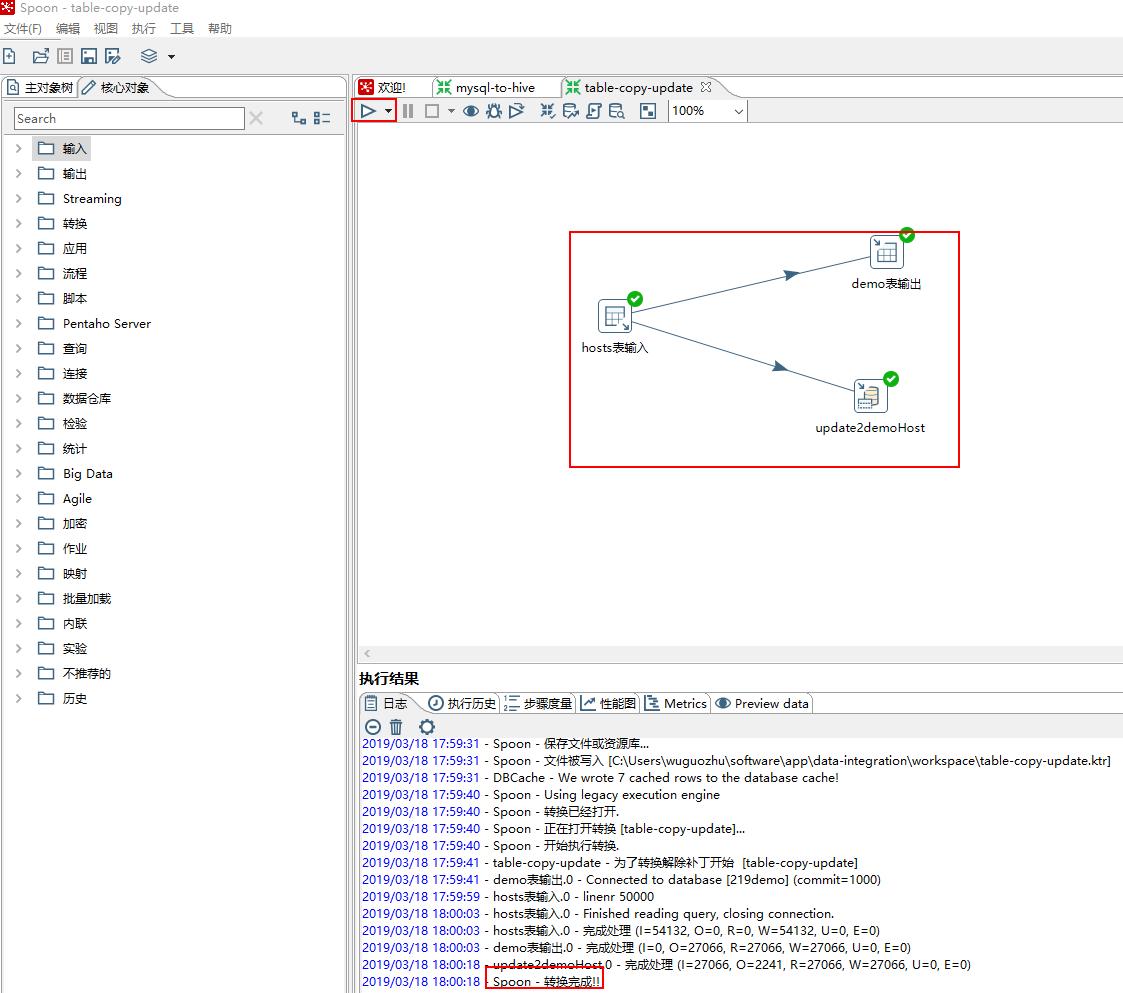 Spoon - table-copy-update
文件(F) 编辑 视图 执行 工具 帮助
主对象树 核心对象
欢迎! mysql-to-hive table-copy-update
100%
Search
输入
输出
Streaming
转换
应用
流程
脚本
Pentaho Server
查询
连接
数据仓库
检验
统计
Big Data
Agile
加密
作业
映射
批量加载
内联
实验
不推荐的
历史
demo表输出
hosts表输入
update2demoHost
执行结果
日志 执行历史 步骤度量 性能图 Metrics Preview data
2019/03/18 17:59:31 - Spoon - 保存文件或资源库...
2019/03/18 17:59:31 - Spoon - 文件被写入 [C:\Users\wuguozhu\software\app\data-integration\workspace\table-copy-update.ktr]
2019/03/18 17:59:31 - DBCache - We wrote 7 cached rows to the database cache!
2019/03/18 17:59:40 - Spoon - Using legacy execution engine
2019/03/18 17:59:40 - Spoon - 转换已经打开.
2019/03/18 17:59:40 - Spoon - 正在打开转换 [table-copy-update]...
2019/03/18 17:59:40 - Spoon - 开始执行转换.
2019/03/18 17:59:41 - table-copy-update - 为了转换解除补丁开始  [table-copy-update]
2019/03/18 17:59:41 - demo表输出.0 - Connected to database [219demo] (commit=1000)
2019/03/18 17:59:59 - hosts表输入.0 - linenr 50000
2019/03/18 18:00:03 - hosts表输入.0 - Finished reading query, closing connection.
2019/03/18 18:00:03 - hosts表输入.0 - 完成处理 (I=54132, O=0, R=0, W=54132, U=0, E=0)
2019/03/18 18:00:03 - demo表输出.0 - 完成处理 (I=0, O=27066, R=27066, W=27066, U=0, E=0)
2019/03/18 18:00:18 - update2demoHost.0 - 完成处理 (I=27066, O=2241, R=27066, W=27066, U=0, E=0)
2019/03/18 18:00:18 - Spoon - 转换完成!!